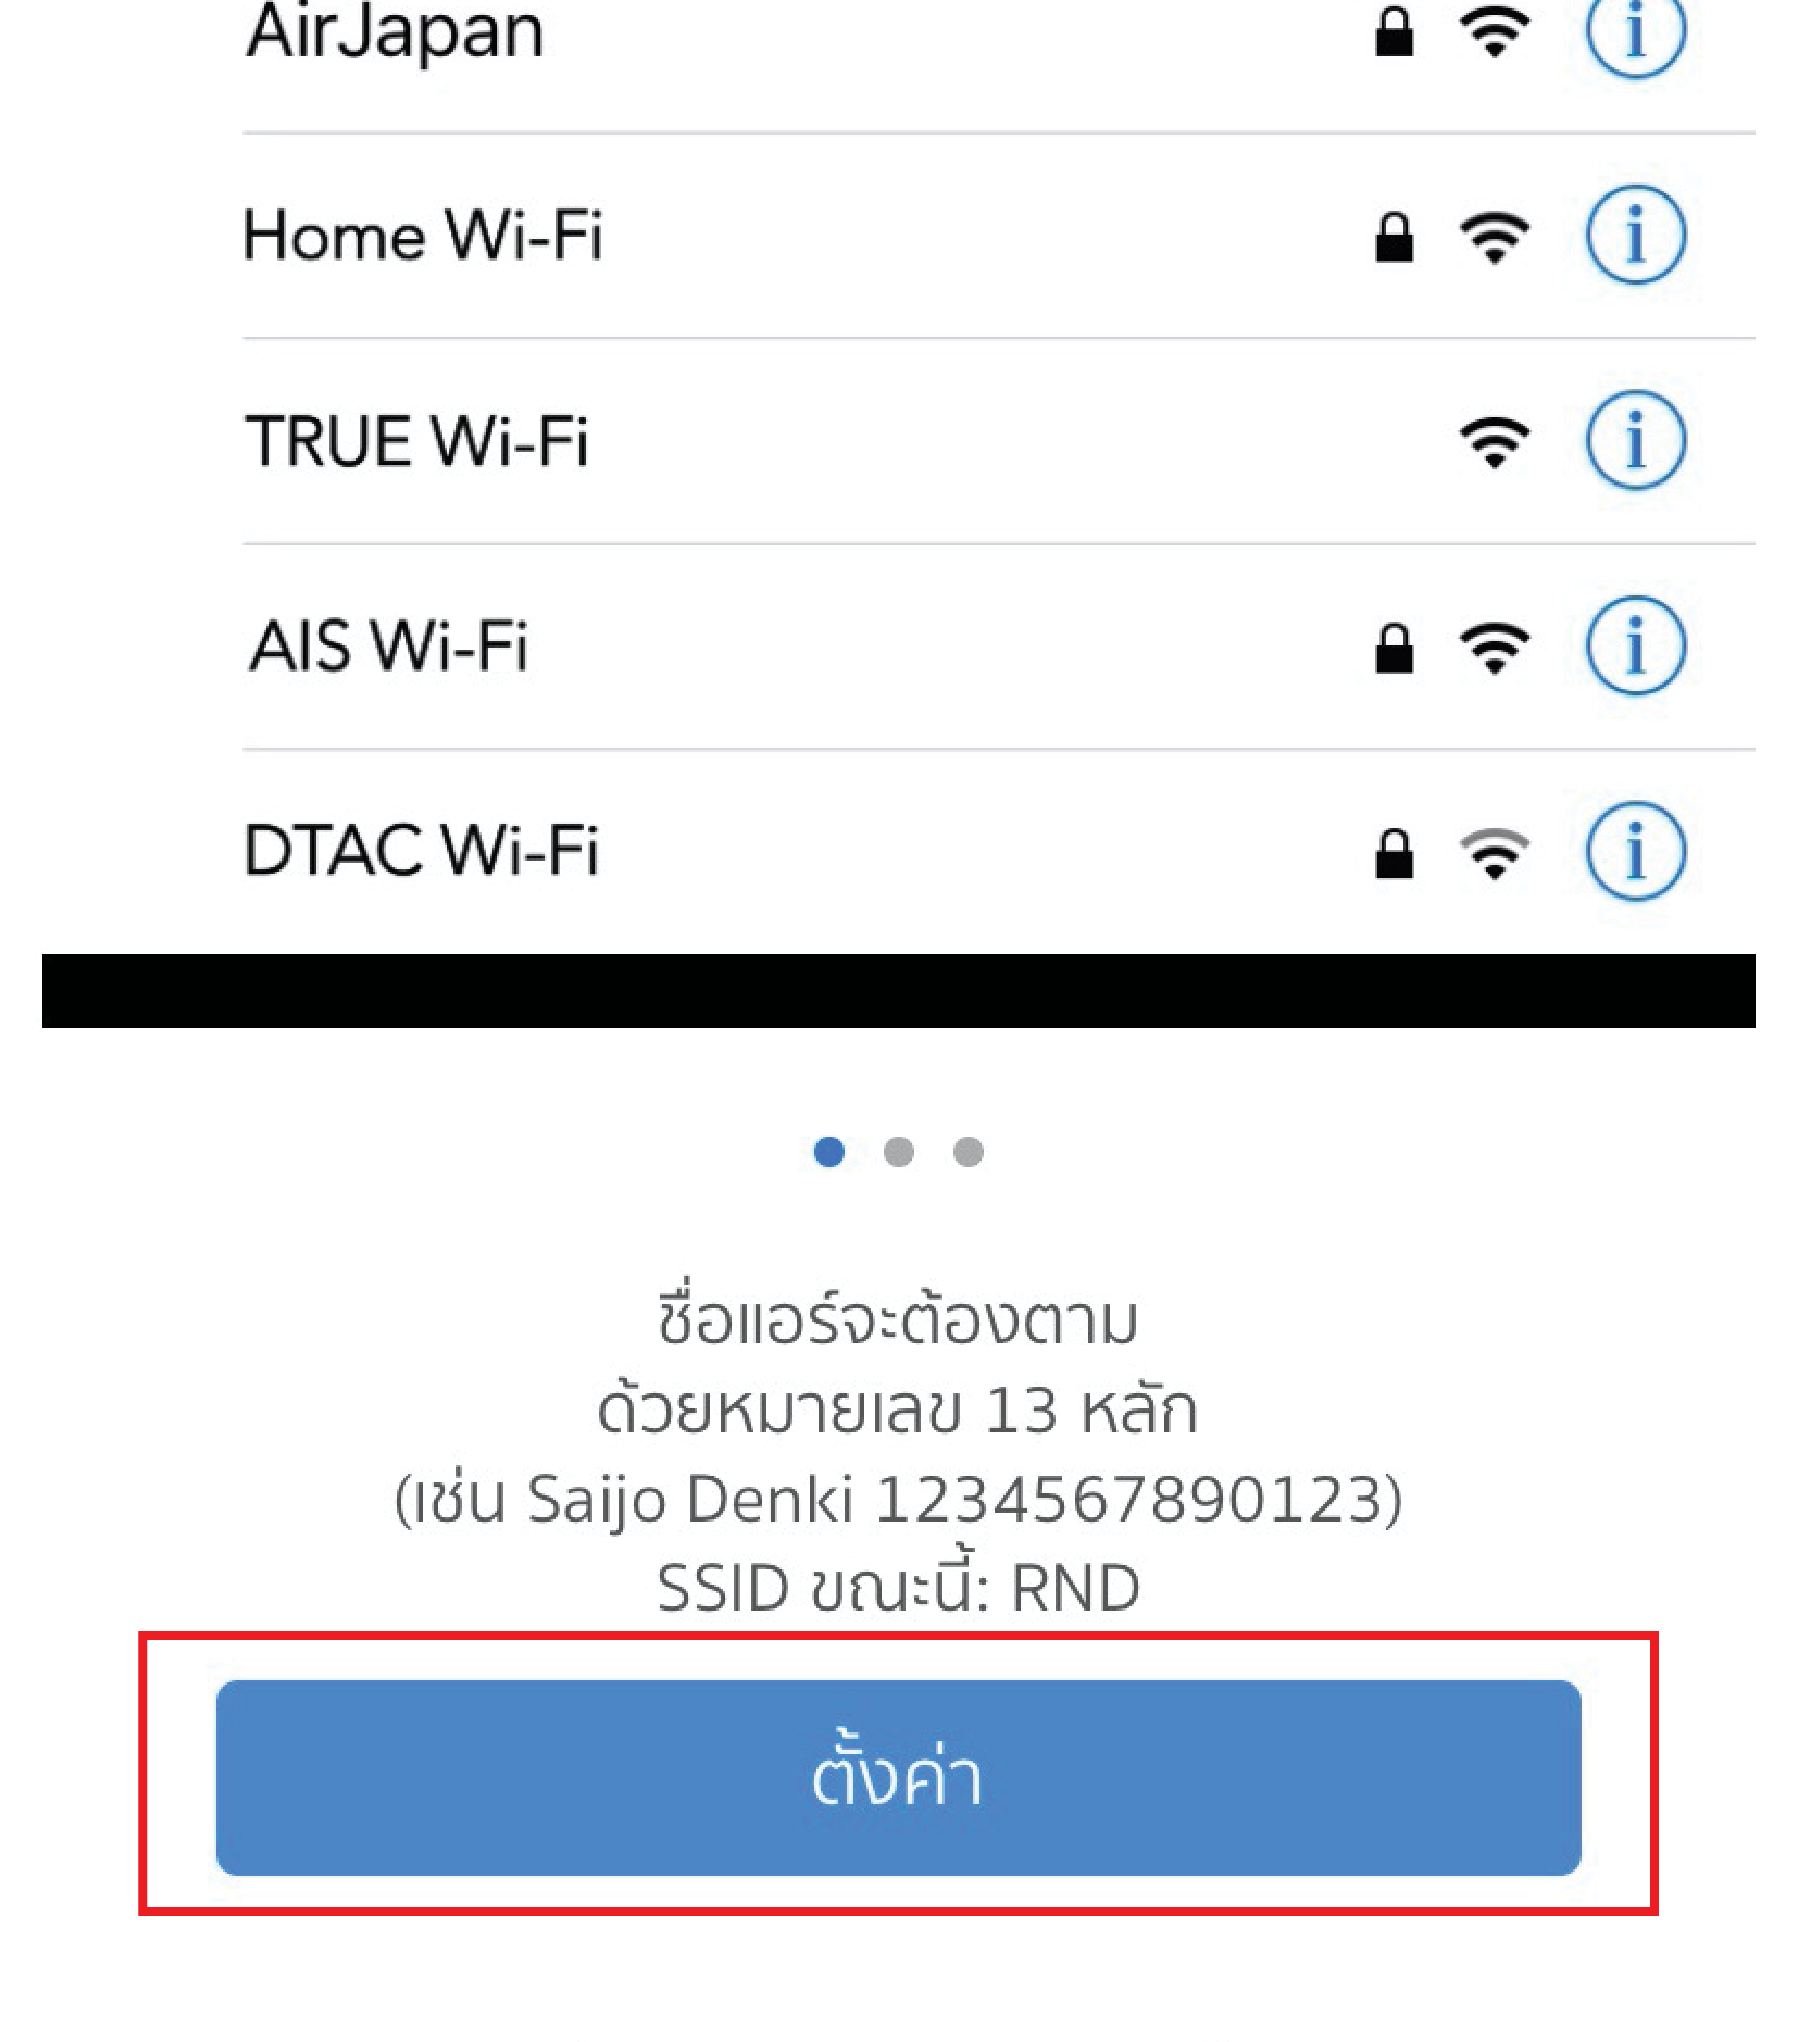 AirJapan
Home Wi-Fi
TRUE Wi-Fi
AIS Wi-Fi
DTAC Wi-Fi
ชื่อแอร์จะต้องตาม
ด้วยหมายเลข 13 หลัก
(เช่น Saijo Denki 1234567890123)
SSID ขณะนี้: RND
ตั้งค่า